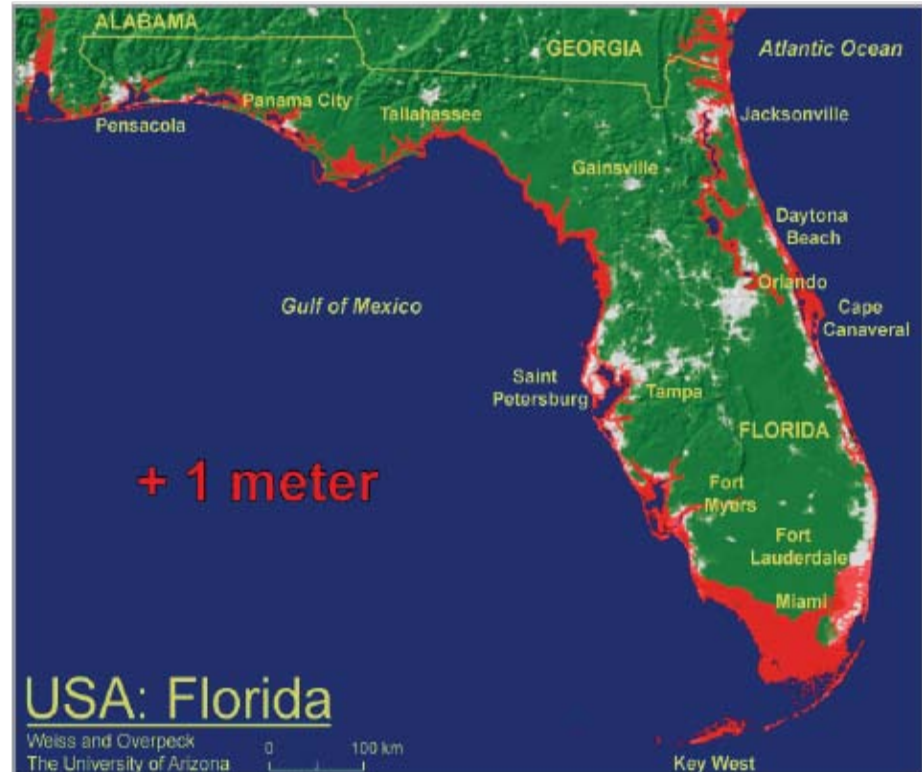 ALABAMA
GEORGIA
Atlantic Ocean
Panama City
Tallahassee
Jacksonville
Pensacola
Gainsville
Daytona
Beach
Orlando
Gulf of Mexico
Cape
Canaveral
Saint
Petersburg
Tampa
FLORIDA
+ 1 meter
Fort
Myers
Fort
Lauderdale
Miami
USA: Florida
Weiss and Overpeck
The University of Arizona
0 100 km
Key West